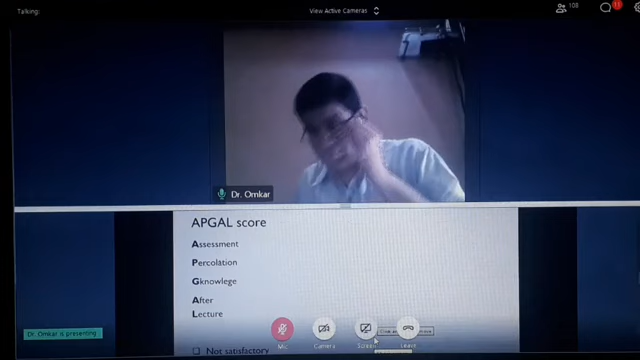 Talking:
View Active Cameras
108
11
Dr. Omkar
APGAL score
Assessment
Percolation
Gknowlege
After
Lecture
Dr. Omkar is presenting
Mic
Camera
Screen
Leave
Not satisfactory